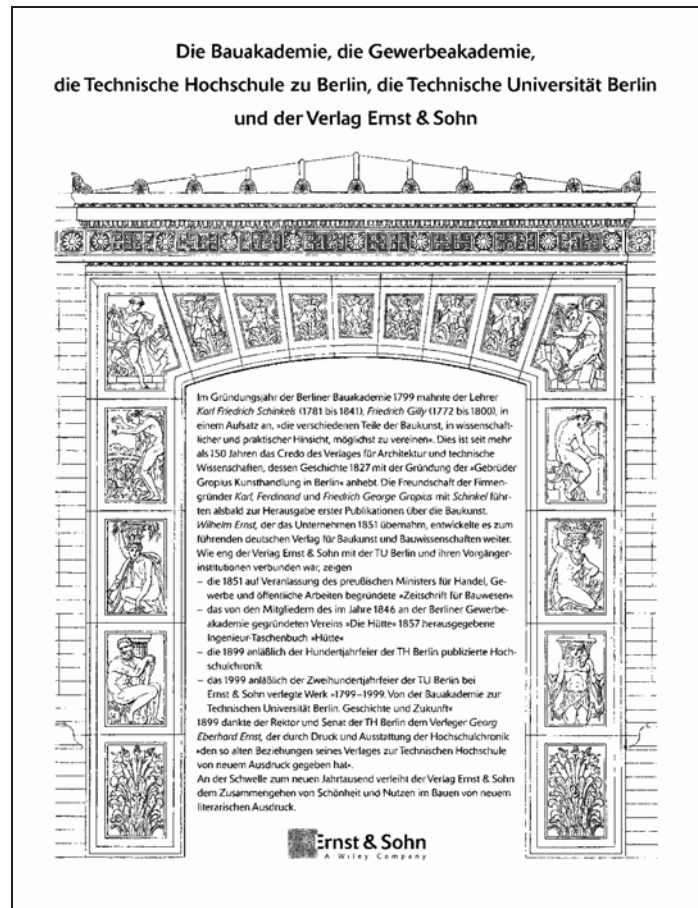 Die Bauakademie, die Gewerbeakademie,
die Technische Hochschule zu Berlin, die Technische Universität Berlin
und der Verlag Ernst & Sohn
Im Gründungsjahr der Berliner Bauakademie 1799 mahnte der Lehrer
Karl Friedrich Schinkels (1781 bis 1841), Friedrich Gilly (1772 bis 1800), in
einem Aufsatz an, »die verschiedenen Teile der Baukunst, in wissenschaft-
licher und praktischer Hinsicht, möglichst zu vereinen«. Dies ist seit mehr
als 150 Jahren das Credo des Verlages für Architektur und technische
Wissenschaften, dessen Geschichte 1827 mit der Gründung der »Gebrüder
Gropius Kunsthandlung in Berlin« anhebt. Die Freundschaft der Firmen-
gründer Karl, Ferdinand und Friedrich George Gropius mit Schinkel führ-
ten alsbald zur Herausgabe erster Publikationen über die Baukunst.
Wilhelm Ernst, der das Unternehmen 1851 übernahm, entwickelte es zum
führenden deutschen Verlag für Baukunst und Bauwissenschaften weiter.
Wie eng der Verlag Ernst & Sohn mit der TU Berlin und ihren Vorgänger-
institutionen verbunden war, zeigen
– die 1851 auf Veranlassung des preußischen Ministers für Handel, Ge-
werbe und öffentliche Arbeiten begründete »Zeitschrift für Bauwesen«
– das von den Mitgliedern des im Jahre 1846 an der Berliner Gewerbe-
akademie gegründeten Vereins »Die Hütte« 1857 herausgegebene
Ingenieur-Taschenbuch »Hütte«
– die 1899 anläßlich der Hundertjahrfeier der TH Berlin publizierte Hoch-
schulchronik
– das 1999 anläßlich der Zweihundertjahrfeier der TU Berlin bei
Ernst & Sohn verlegte Werk »1799–1999. Von der Bauakademie zur
Technischen Universität Berlin. Geschichte und Zukunft«
1899 dankte der Rektor und Senat der TH Berlin dem Verleger Georg
Eberhard Ernst, der durch Druck und Ausstattung der Hochschulchronik
»den so alten Beziehungen seines Verlages zur Technischen Hochschule
von neuem Ausdruck gegeben hat«.
An der Schwelle zum neuen Jahrtausend verleiht der Verlag Ernst & Sohn
dem Zusammengehen von Schönheit und Nutzen im Bauen von neuem
literarischen Ausdruck.
Ernst & Sohn
A Wiley Company